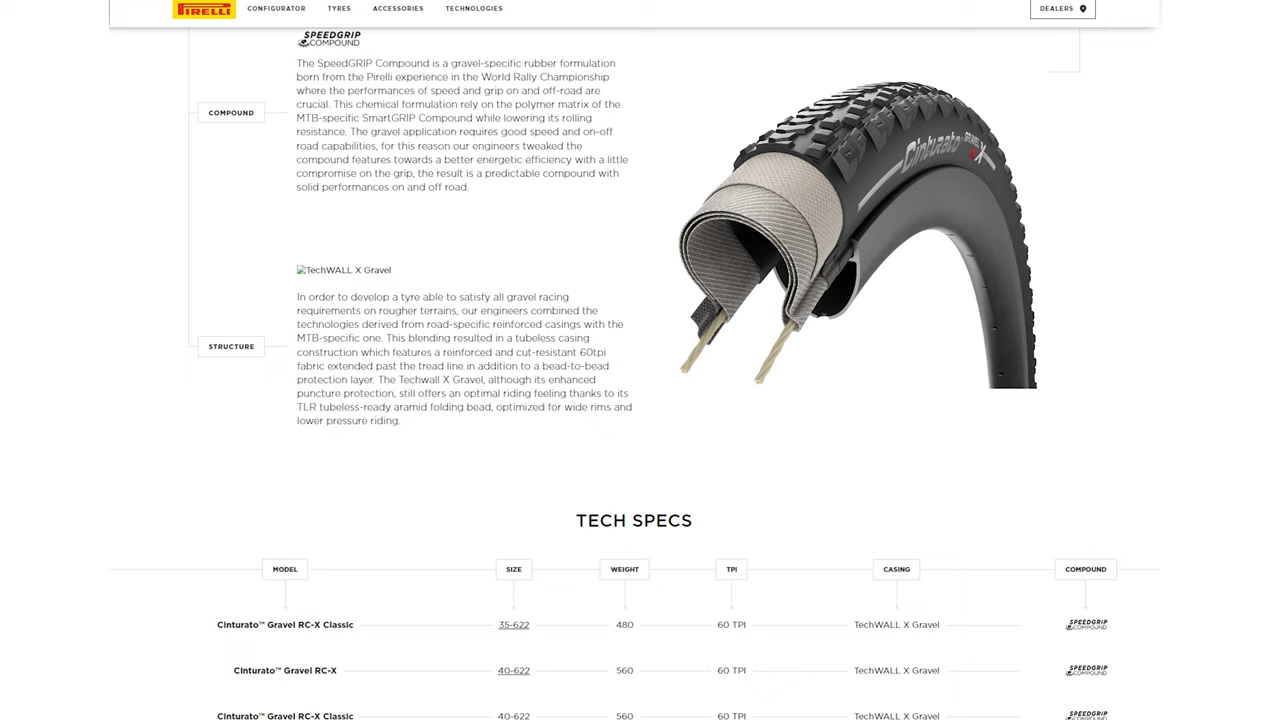 PIRELLI
CONFIGURATOR TYRES ACCESSORIES TECHNOLOGIES
DEALERS
SPEEDGRIP
COMPOUND
COMPOUND
The SpeedGRIP Compound is a gravel-specific rubber formulation
born from the Pirelli experience in the World Rally Championship
where the performances of speed and grip on and off-road are
crucial. This chemical formulation rely on the polymer matrix of the
MTB-specific SmartGRIP Compound while lowering its rolling
resistance. The gravel application requires good speed and on-off
road capabilities, for this reason our engineers tweaked the
compound features towards a better energetic efficiency with a little
compromise on the grip, the result is a predictable compound with
solid performances on and off road.
Cinturato GRAVEL RCX
TechWALL X Gravel
STRUCTURE
In order to develop a tyre able to satisfy all gravel racing
requirements on rougher terrains, our engineers combined the
technologies derived from road-specific reinforced casings with the
MTB-specific one. This blending resulted in a tubeless casing
construction which features a reinforced and cut-resistant 60tpi
fabric extended past the tread line in addition to a bead-to-bead
protection layer. The Techwall X Gravel, although its enhanced
puncture protection, still offers an optimal riding feeling thanks to its
TLR tubeless-ready aramid folding bead, optimized for wide rims and
lower pressure riding.
TECH SPECS
MODEL SIZE WEIGHT TPI CASING COMPOUND
Cinturato™ Gravel RC-X Classic 35-622 480 60 TPI TechWALL X Gravel SPEEDGRIP COMPOUND
Cinturato™ Gravel RC-X 40-622 560 60 TPI TechWALL X Gravel SPEEDGRIP COMPOUND
Cinturato™ Gravel RC-X Classic 40-622 560 60 TPI TechWALL X Gravel SPEEDGRIP COMPOUND